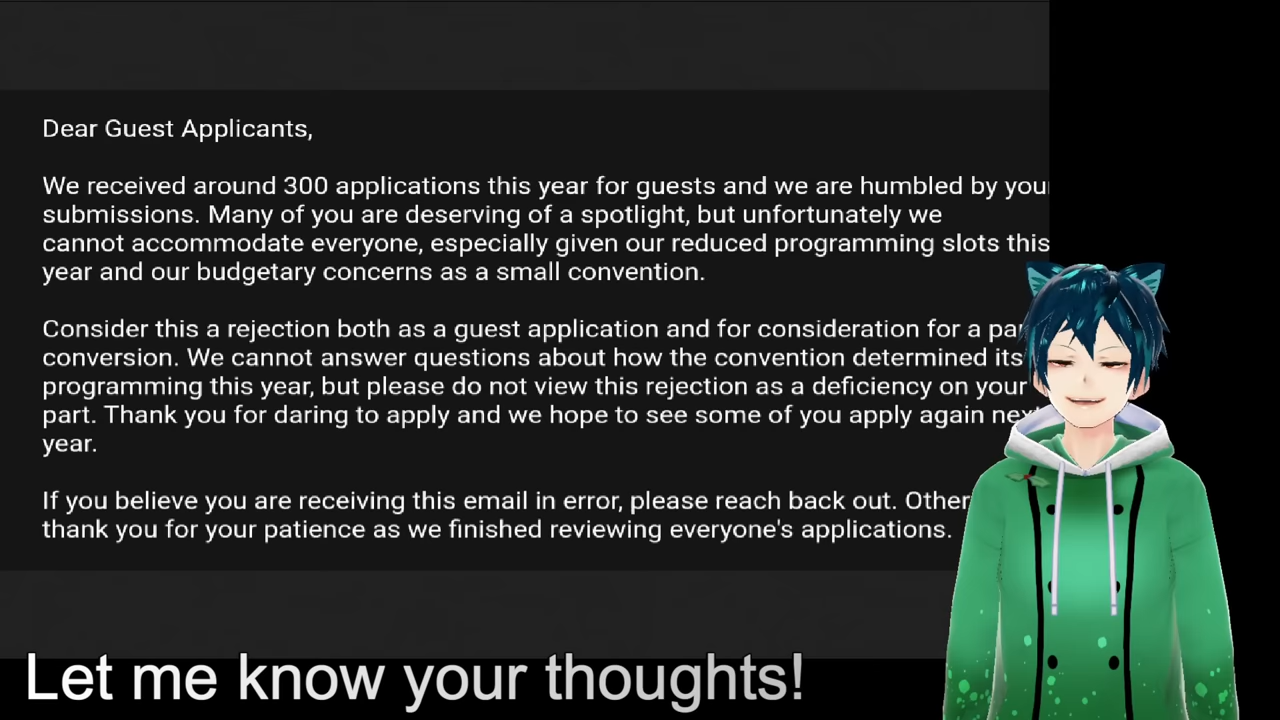 Dear Guest Applicants,
We received around 300 applications this year for guests and we are humbled by your
submissions. Many of you are deserving of a spotlight, but unfortunately we
cannot accommodate everyone, especially given our reduced programming slots this
year and our budgetary concerns as a small convention.
Consider this a rejection both as a guest application and for consideration for a
conversion. We cannot answer questions about how the convention determined its
programming this year, but please do not view this rejection as a deficiency on your
part. Thank you for daring to apply and we hope to see some of you apply again next
year.
If you believe you are receiving this email in error, please reach back out.
thank you for your patience as we finished reviewing everyone's applications.
Let me know your thoughts!